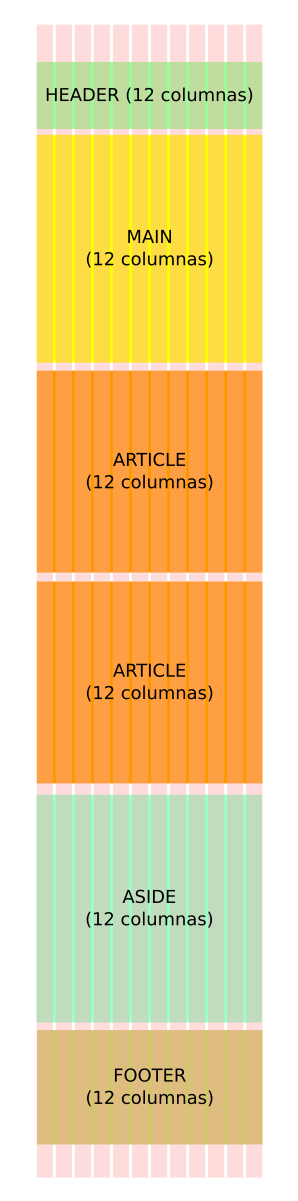 HEADER (12 columnas)
MAIN
(12 columnas)
ARTICLE
(12 columnas)
ARTICLE
(12 columnas)
ASIDE
(12 columnas)
FOOTER
(12 columnas)